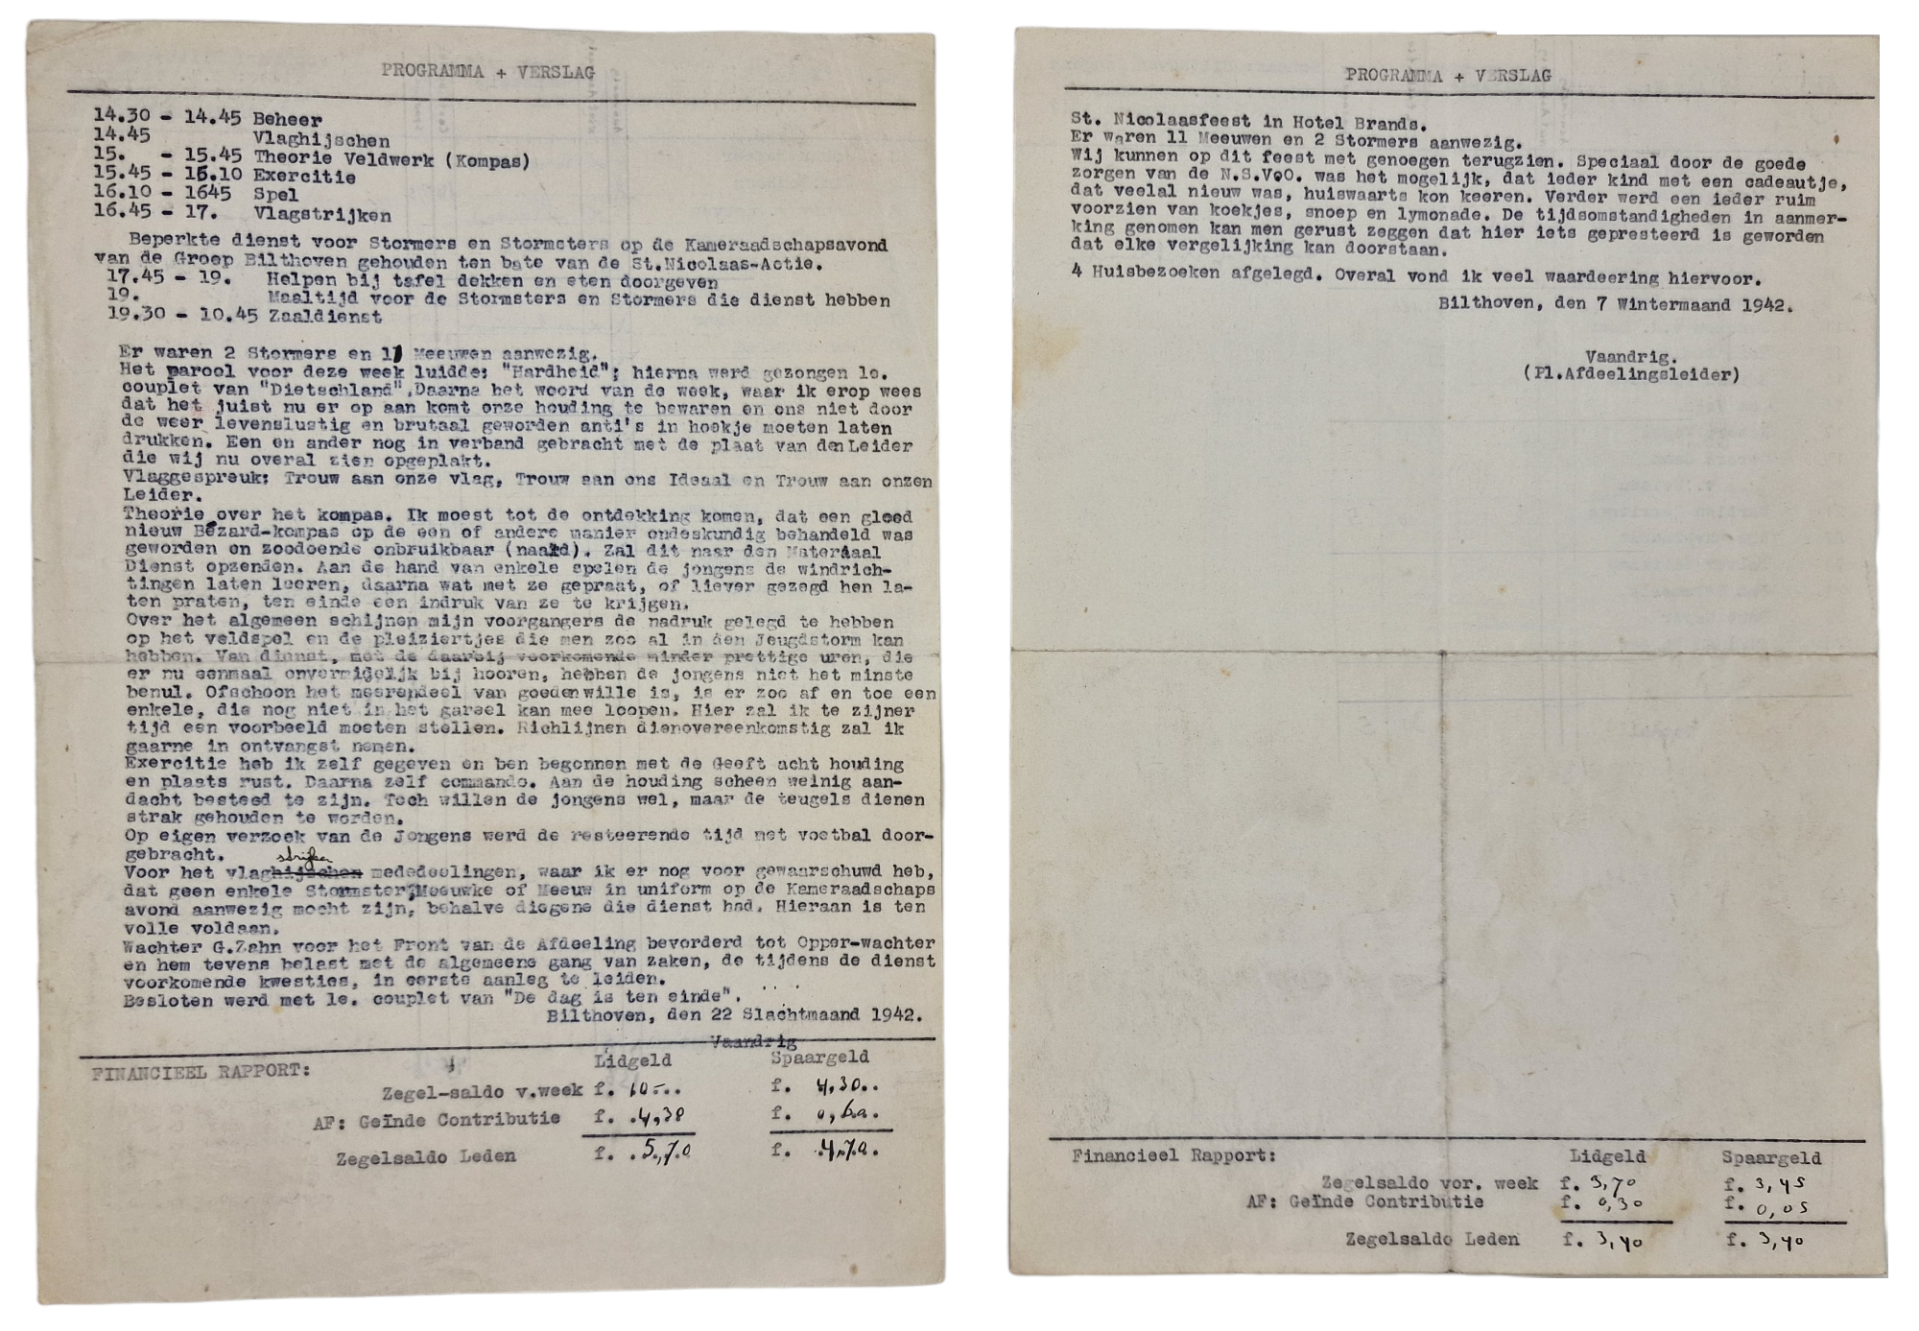 PROGRAMMA + VERSLAG
14.30 - 14.45 Beheer
14.45 Vlaghijschen
15. - 15.45 Theorie Veldwerk (Kompas)
15.45 - 16.10 Exercitie
16.10 - 1645 Spel
16.45 - 17. Vlagstrijken
Beperkte dienst voor Stormers en Stormsters op de Kameraadschapsavond
van de Groep Bilthoven gehouden ten bate van de St.Nicolaas-Actie.
17.45 - 19. Helpen bij tafel dekken en eten doorgeven
19. Maaltijd voor de Stormsters en Stormers die dienst hebben
19.30 - 10.45 Zaaldienst
Er waren 2 Stormers en 11 Meeuwen aanwezig.
Het parool voor deze week luidde: "Hardheid"; hierna werd gezongen 1e.
couplet van "Dietschland".Daarna het woord van de week, waar ik erop wees
dat het juist nu er op aan komt onze houding te bewaren en ons niet door
de weer levenslustig en brutaal geworden anti's in hoekje moeten laten
drukken. Een en ander nog in verband gebracht met de plaat van den Leider
die wij nu overal zien opgeplakt.
Vlaggespreuk: Trouw aan onze vlag, Trouw aan ons Ideaal en Trouw aan onzen
Leider.
Theorie over het kompas. Ik moest tot de ontdekking komen, dat een gloed
nieuw Bézard-kompas op de een of andere manier ondeskundig behandeld was
geworden en zoodoende onbruikbaar (naald). Zal dit naar den Materiaal
Dienst opzenden. Aan de hand van enkele spelen de jongens de windrich-
tingen laten leeren, daarna wat met ze gepraat, of liever gezegd hen la-
ten praten, ten einde een indruk van ze te krijgen.
Over het algemeen schijnen mijn voorgangers de nadruk gelegd te hebben
op het veldspel en de pleiziertjes die men zoo al in den Jeugdstorm kan
hebben. Van dienst, met de daarbij voorkomende minder prettige uren, die
er nu eenmaal onvermijdelijk bij hooren, hebben de jongens niet het minste
benul. Ofschoon het meerendeel van goedenwille is, is er zoo af en toe een
enkele, die nog niet in het gareel kan mee loopen. Hier zal ik te zijner
tijd een voorbeeld moeten stellen. Richlijnen dienovereenkomstig zal ik
gaarne in ontvangst nemen.
Exercitie heb ik zelf gegeven en ben begonnen met de Geeft acht houding
en plaats rust. Daarna zelf commando. Aan de houding scheen weinig aan-
dacht besteed te zijn. Toch willen de jongens wel, maar de teugels dienen
strak gehouden te worden.
Op eigen verzoek van de Jongens werd de resteerende tijd met voetbal door-
gebracht.
strijken
Voor het vlaghijschen mededeelingen, waar ik er nog voor gewaarschuwd heb,
dat geen enkele Stormster,Meeuwke of Meeuw in uniform op de Kameraadschaps
avond aanwezig mocht zijn, behalve diegene die dienst had. Hieraan is ten
volle voldaan.
Wachter G.Zahn voor het Front van de Afdeeling bevorderd tot Opper-wachter
en hem tevens belast met de algemeene gang van zaken, de tijdens de dienst
voorkomende kwesties, in eerste aanleg te leiden.
Besloten werd met 1e. couplet van "De dag is ten einde".
Bilthoven, den 22 Slachtmaand 1942.
Vaandrig
FINANCIEEL RAPPORT: Lidgeld Spaargeld
Zegel-saldo v.week f. 10-.. f. 4,30..
AF: Geïnde Contributie f. .4,30 f. 0,60.
Zegelsaldo Leden f. .5,70 f. .4.70.
PROGRAMMA + VERSLAG
St. Nicolaasfeest in Hotel Brands.
Er waren 11 Meeuwen en 2 Stormers aanwezig.
Wij kunnen op dit feest met genoegen terugzien. Speciaal door de goede
zorgen van de N.S.V.O. was het mogelijk, dat ieder kind met een cadeautje,
dat veelal nieuw was, huiswaarts kon keeren. Verder werd een ieder ruim
voorzien van koekjes, snoep en lymonade. De tijdsomstandigheden in aanmer-
king genomen kan men gerust zeggen dat hier iets gepresteerd is geworden
dat elke vergelijking kan doorstaan.
4 Huisbezoeken afgelegd. Overal vond ik veel waardeering hiervoor.
Bilthoven, den 7 Wintermaand 1942.
Vaandrig.
(Pl.Afdeelingsleider)
Financieel Rapport: Lidgeld Spaargeld
Zegelsaldo vor. week f. 3,70 f. 3,45
AF: Geïnde Contributie f. 0,30 f. 0,05
Zegelsaldo Leden f. 3,40 f. 3,40